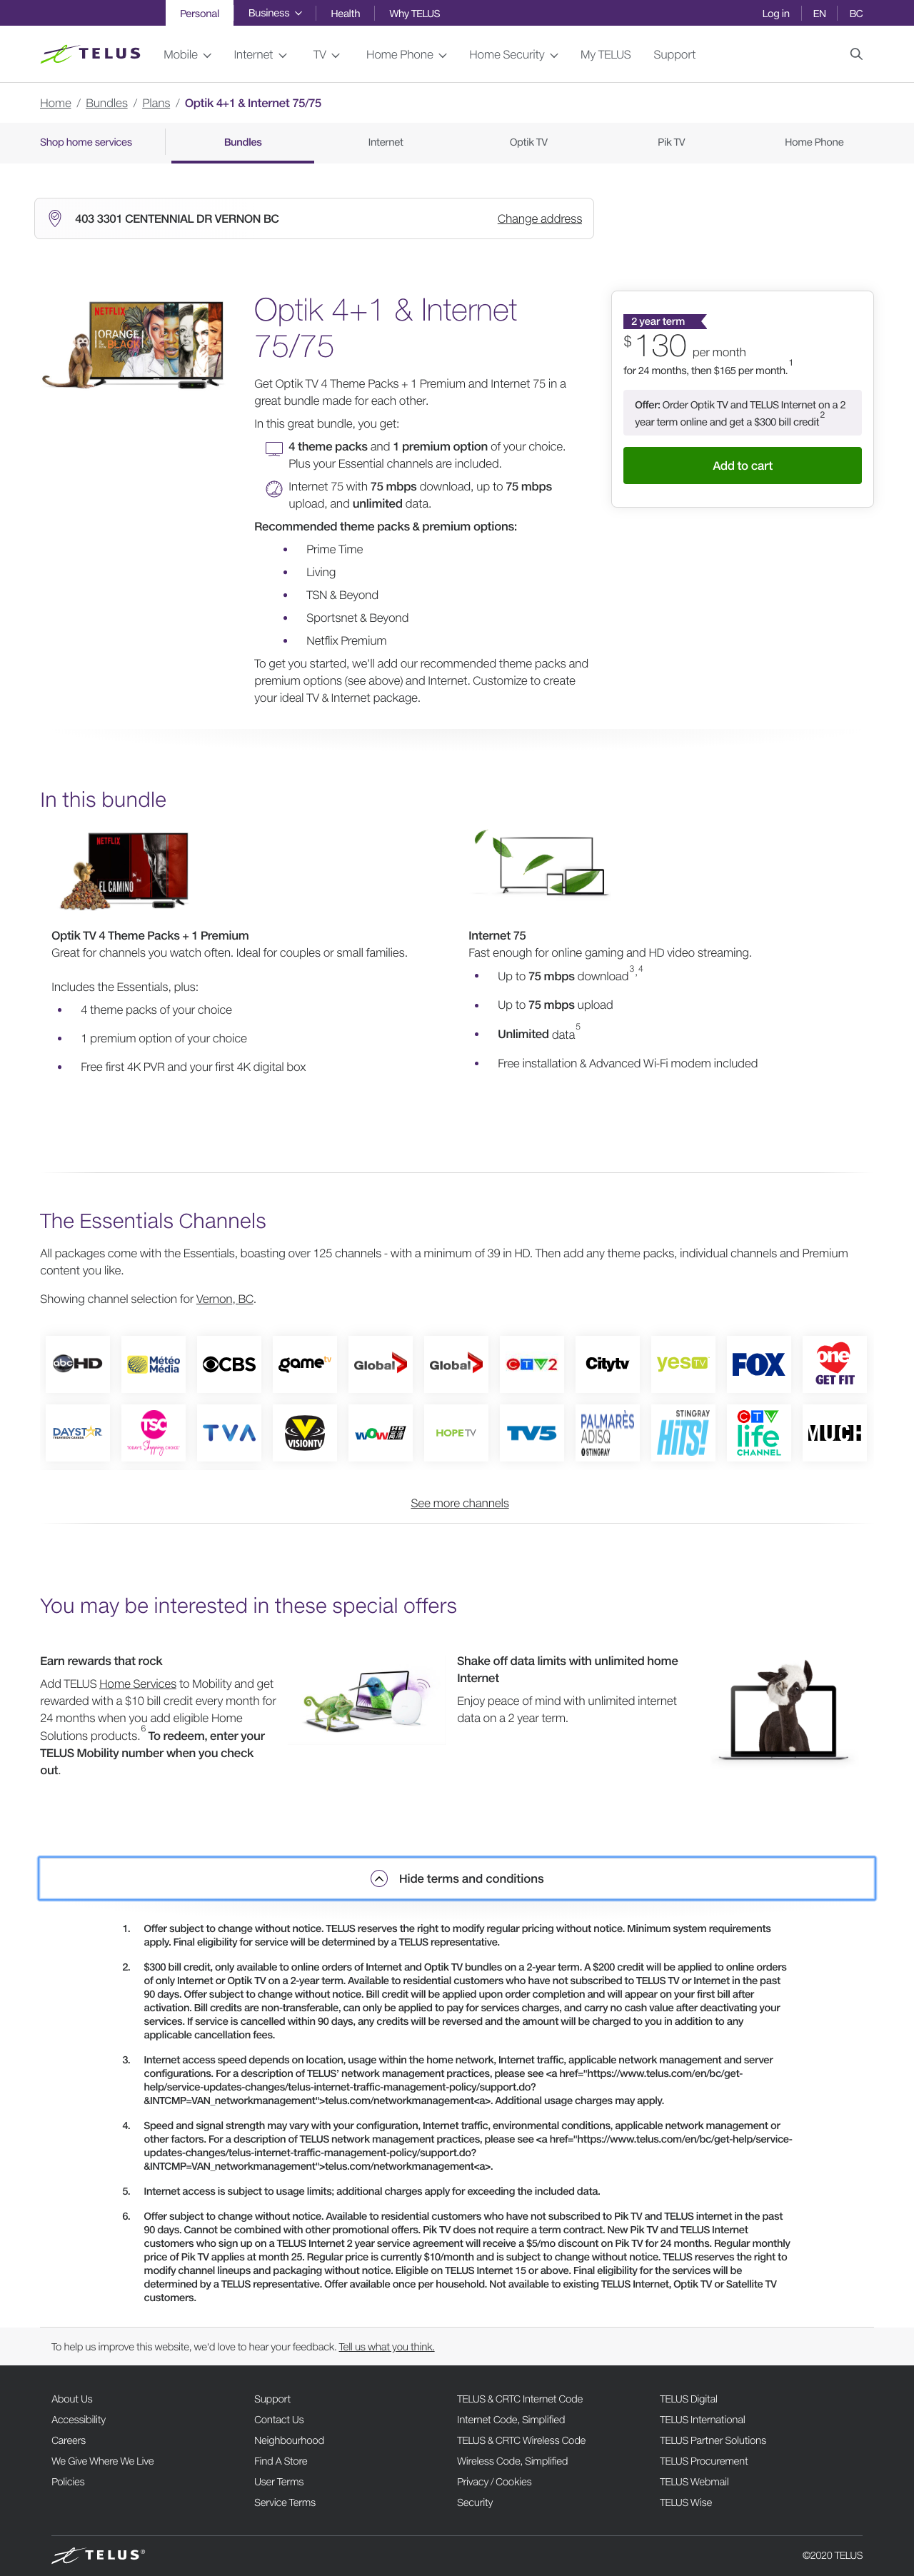 Personal Business Health Why TELUS Log in EN BC
TELUS Mobile Internet TV Home Phone Home Security My TELUS Support
Home / Bundles / Plans / Optik 4+1 & Internet 75/75
Shop home services Bundles Internet Optik TV Pik TV Home Phone
403 3301 CENTENNIAL DR VERNON BC Change address
NETFLIX
ORANGE
BLACK
Optik 4+1 & Internet
75/75
Get Optik TV 4 Theme Packs + 1 Premium and Internet 75 in a
great bundle made for each other.
In this great bundle, you get:
4 theme packs and 1 premium option of your choice.
Plus your Essential channels are included.
Internet 75 with 75 mbps download, up to 75 mbps
upload, and unlimited data.
Recommended theme packs & premium options:
• Prime Time
• Living
• TSN & Beyond
• Sportsnet & Beyond
• Netflix Premium
To get you started, we'll add our recommended theme packs and
premium options (see above) and Internet. Customize to create
your ideal TV & Internet package.
2 year term
$130 per month
for 24 months, then $165 per month.1
Offer: Order Optik TV and TELUS Internet on a 2
year term online and get a $300 bill credit2
Add to cart
In this bundle
NETFLIX
EL CAMINO
Optik TV 4 Theme Packs + 1 Premium
Great for channels you watch often. Ideal for couples or small families.
Includes the Essentials, plus:
• 4 theme packs of your choice
• 1 premium option of your choice
• Free first 4K PVR and your first 4K digital box
Internet 75
Fast enough for online gaming and HD video streaming.
• Up to 75 mbps download3,4
• Up to 75 mbps upload
• Unlimited data5
• Free installation & Advanced Wi-Fi modem included
The Essentials Channels
All packages come with the Essentials, boasting over 125 channels - with a minimum of 39 in HD. Then add any theme packs, individual channels and Premium
content you like.
Showing channel selection for Vernon, BC.
abc HD Météo Média CBS gametv Global Global CTV2 Citytv yes TV FOX one GET FIT
DAYSTAR TSC TODAY'S Shopping CHOICE TVA VISIONTV WOW HD HOPE TV TV5 PALMARÈS ADISQ STINGRAY STINGRAY HITS! CTV life CHANNEL MUCH
See more channels
You may be interested in these special offers
Earn rewards that rock
Add TELUS Home Services to Mobility and get
rewarded with a $10 bill credit every month for
24 months when you add eligible Home
Solutions products.6 To redeem, enter your
TELUS Mobility number when you check
out.
Shake off data limits with unlimited home
Internet
Enjoy peace of mind with unlimited internet
data on a 2 year term.
Hide terms and conditions
1. Offer subject to change without notice. TELUS reserves the right to modify regular pricing without notice. Minimum system requirements
apply. Final eligibility for service will be determined by a TELUS representative.
2. $300 bill credit, only available to online orders of Internet and Optik TV bundles on a 2-year term. A $200 credit will be applied to online orders
of only Internet or Optik TV on a 2-year term. Available to residential customers who have not subscribed to TELUS TV or Internet in the past
90 days. Offer subject to change without notice. Bill credit will be applied upon order completion and will appear on your first bill after
activation. Bill credits are non-transferable, can only be applied to pay for services charges, and carry no cash value after deactivating your
services. If service is cancelled within 90 days, any credits will be reversed and the amount will be charged to you in addition to any
applicable cancellation fees.
3. Internet access speed depends on location, usage within the home network, Internet traffic, applicable network management and server
configurations. For a description of TELUS' network management practices, please see <a href="https://www.telus.com/en/bc/get-
help/service-updates-changes/telus-internet-traffic-management-policy/support.do?
&INTCMP=VAN_networkmanagement">telus.com/networkmanagement<a>. Additional usage charges may apply.
4. Speed and signal strength may vary with your configuration, Internet traffic, environmental conditions, applicable network management or
other factors. For a description of TELUS network management practices, please see <a href="https://www.telus.com/en/bc/get-help/service-
updates-changes/telus-internet-traffic-management-policy/support.do?
&INTCMP=VAN_networkmanagement">telus.com/networkmanagement<a>.
5. Internet access is subject to usage limits; additional charges apply for exceeding the included data.
6. Offer subject to change without notice. Available to residential customers who have not subscribed to Pik TV and TELUS internet in the past
90 days. Cannot be combined with other promotional offers. Pik TV does not require a term contract. New Pik TV and TELUS Internet
customers who sign up on a TELUS Internet 2 year service agreement will receive a $5/mo discount on Pik TV for 24 months. Regular monthly
price of Pik TV applies at month 25. Regular price is currently $10/month and is subject to change without notice. TELUS reserves the right to
modify channel lineups and packaging without notice. Eligible on TELUS Internet 15 or above. Final eligibility for the services will be
determined by a TELUS representative. Offer available once per household. Not available to existing TELUS Internet, Optik TV or Satellite TV
customers.
To help us improve this website, we'd love to hear your feedback. Tell us what you think.
About Us Support TELUS & CRTC Internet Code TELUS Digital
Accessibility Contact Us Internet Code, Simplified TELUS International
Careers Neighbourhood TELUS & CRTC Wireless Code TELUS Partner Solutions
We Give Where We Live Find A Store Wireless Code, Simplified TELUS Procurement
Policies User Terms Privacy / Cookies TELUS Webmail
Service Terms Security TELUS Wise
TELUS® ©2020 TELUS